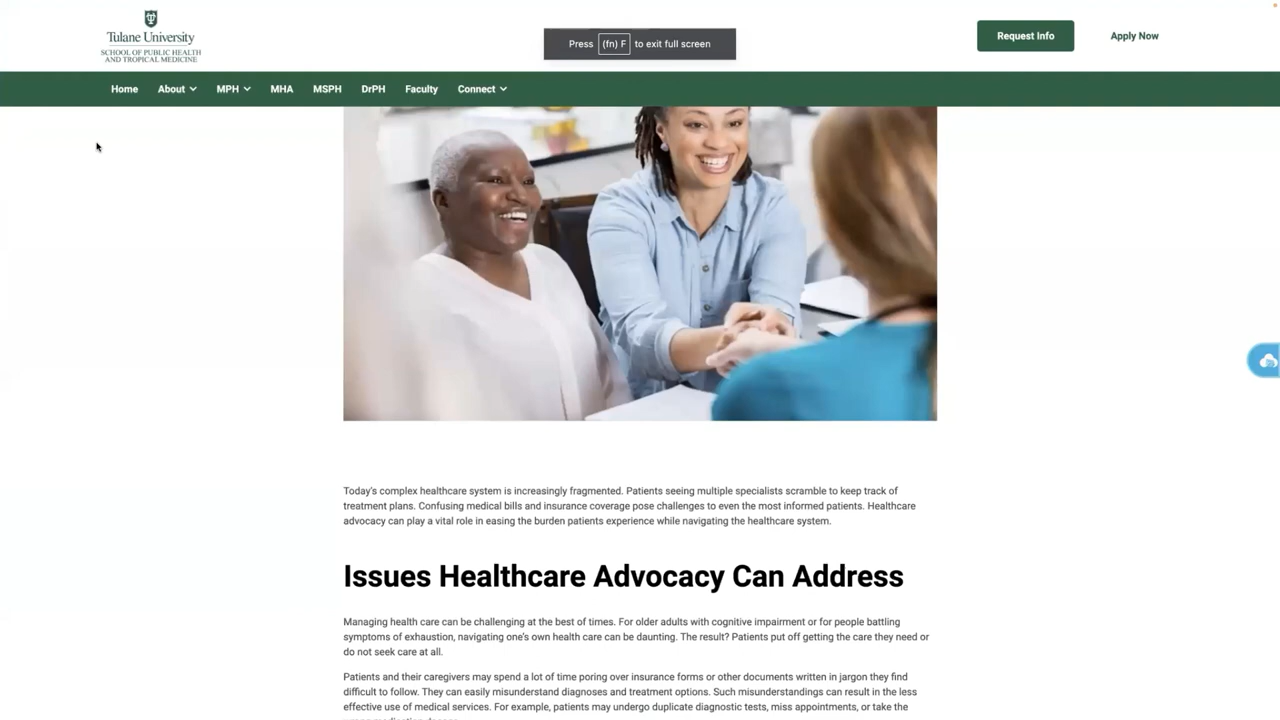 Tulane University
SCHOOL OF PUBLIC HEALTH
AND TROPICAL MEDICINE
Press (fn) F to exit full screen
Request Info
Apply Now
Home About MPH MHA MSPH DrPH Faculty Connect
Today's complex healthcare system is increasingly fragmented. Patients seeing multiple specialists scramble to keep track of
treatment plans. Confusing medical bills and insurance coverage pose challenges to even the most informed patients. Healthcare
advocacy can play a vital role in easing the burden patients experience while navigating the healthcare system.
Issues Healthcare Advocacy Can Address
Managing health care can be challenging at the best of times. For older adults with cognitive impairment or for people battling
symptoms of exhaustion, navigating one's own health care can be daunting. The result? Patients put off getting the care they need or
do not seek care at all.
Patients and their caregivers may spend a lot of time poring over insurance forms or other documents written in jargon they find
difficult to follow. They can easily misunderstand diagnoses and treatment options. Such misunderstandings can result in the less
effective use of medical services. For example, patients may undergo duplicate diagnostic tests, miss appointments, or take the